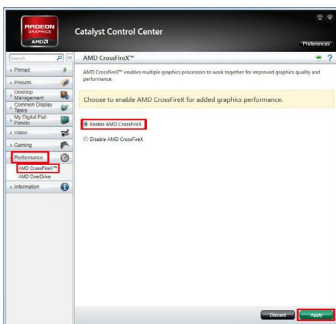 RADEON
GRAPHICS
AMD
Catalyst Control Center
Preferences
Search
Pinned
Presets
Desktop
Management
Common Display
Tasks
My Digital Flat-
Panels
Video
Gaming
Performance
AMD CrossFireX™
AMD OverDrive
Information
AMD CrossFireX™
AMD CrossFireX™ enables multiple graphics processors to work together for improved graphics quality and
performance.
Choose to enable AMD CrossFireX for added graphics performance.
Enable AMD CrossFireX
Disable AMD CrossFireX
Discard
Apply